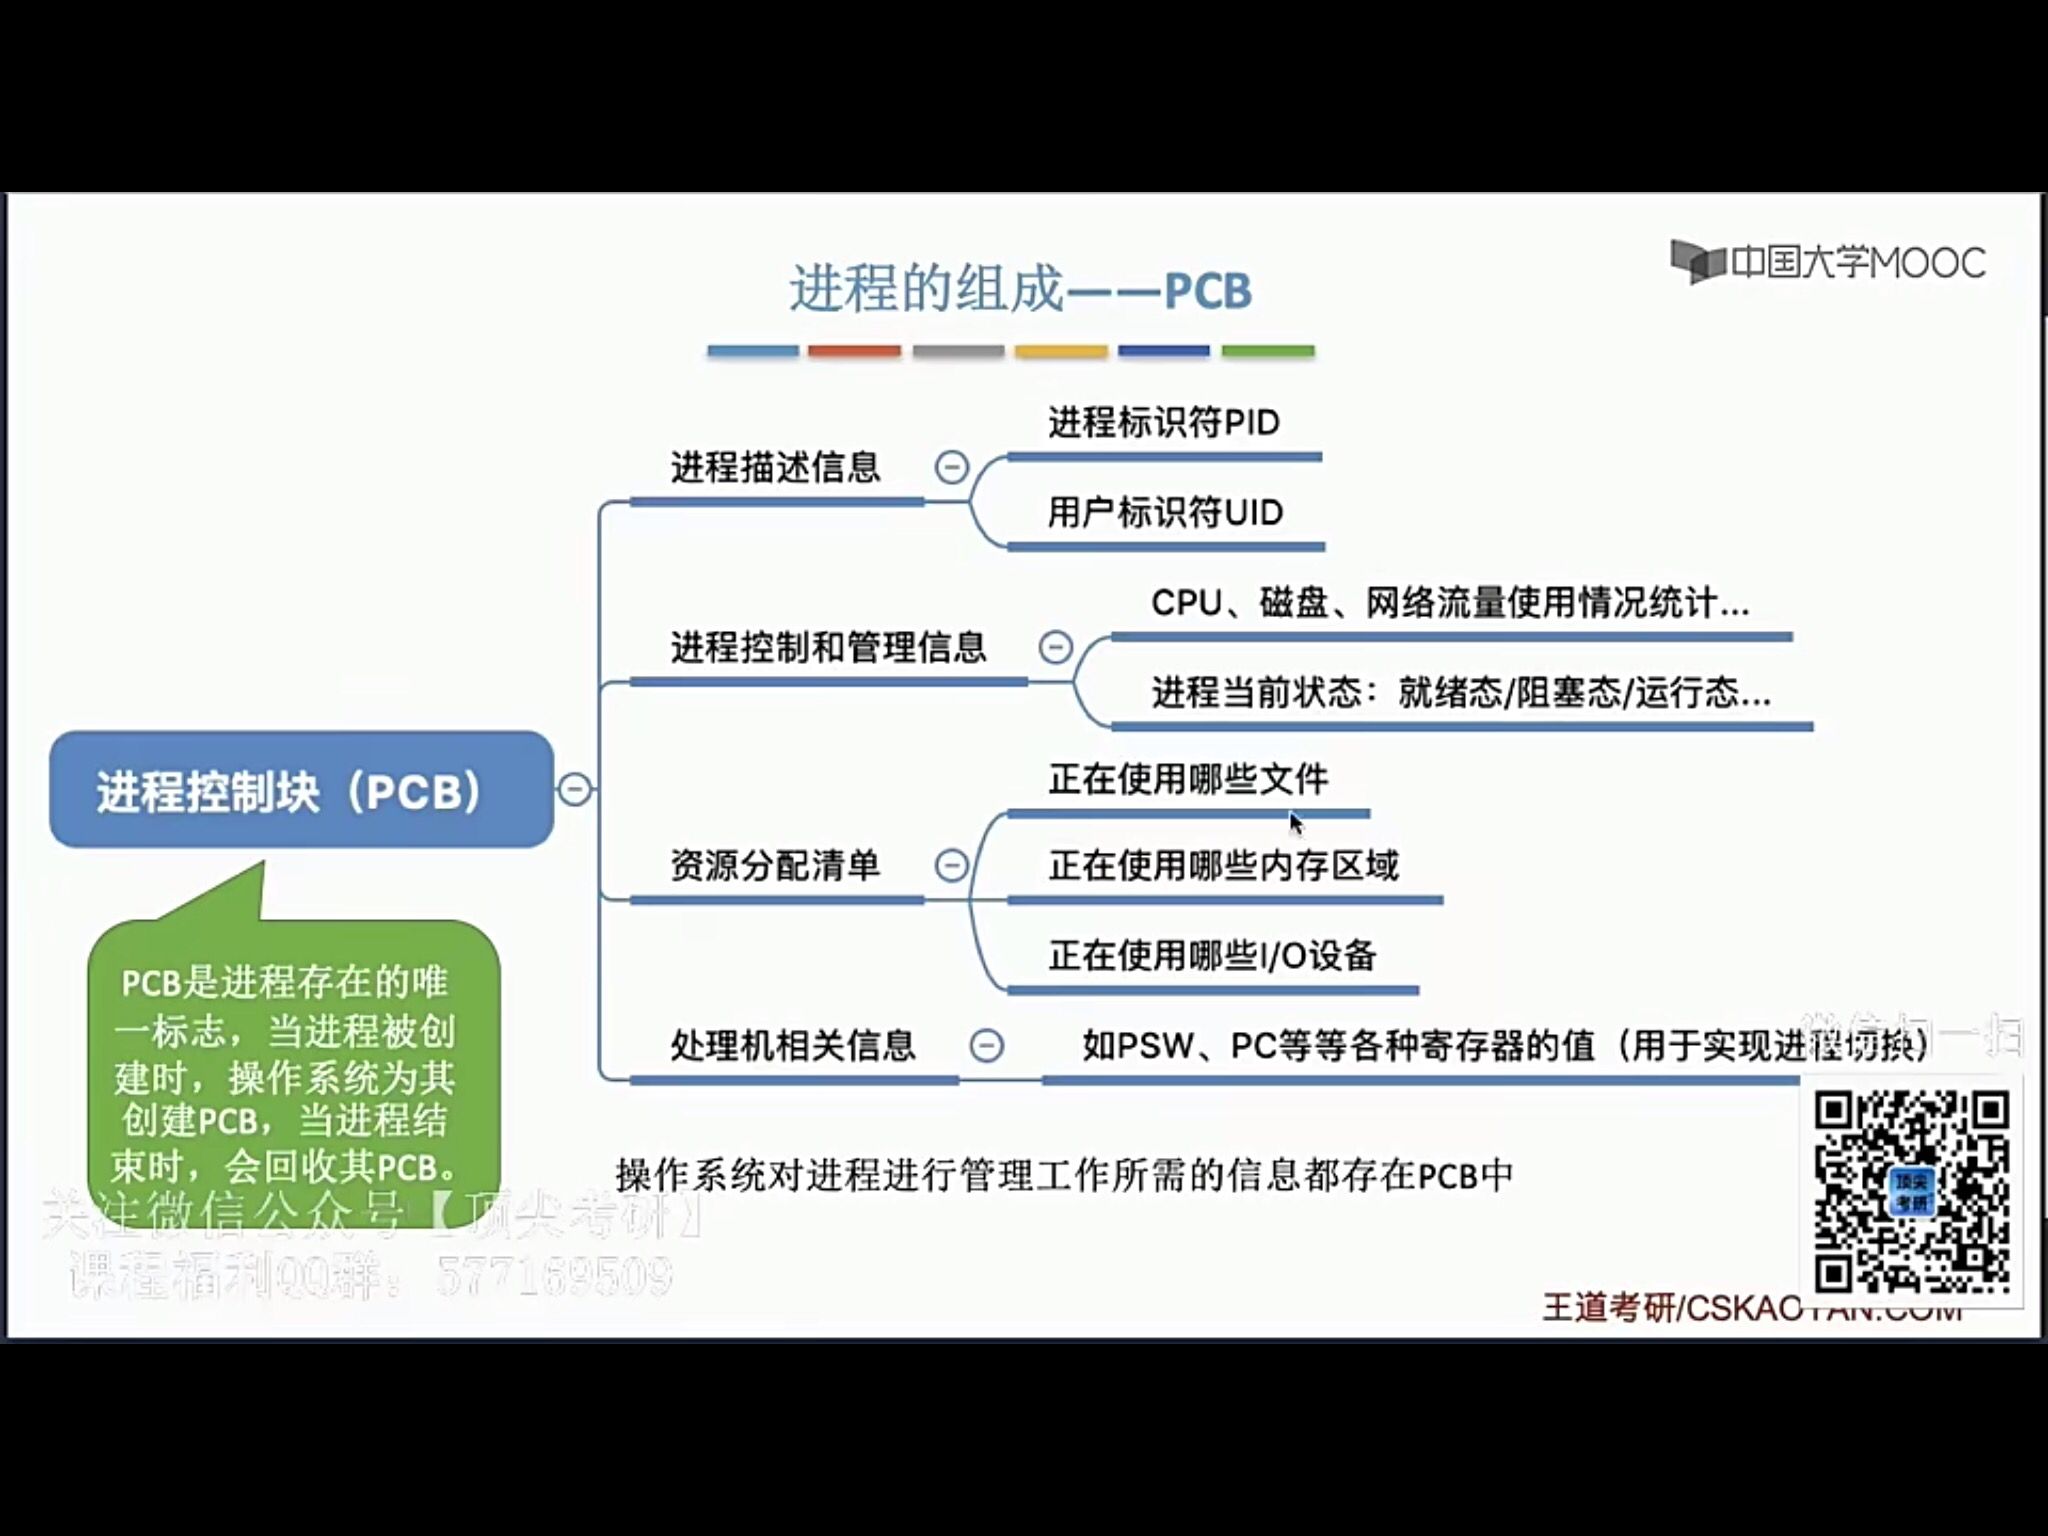 中国大学MOOC
进程的组成——PCB
进程标识符PID
进程描述信息
用户标识符UID
CPU、磁盘、网络流量使用情况统计...
进程控制和管理信息
进程当前状态：就绪态/阻塞态/运行态...
进程控制块（PCB）
正在使用哪些文件
资源分配清单
正在使用哪些内存区域
正在使用哪些I/O设备
处理机相关信息
如PSW、PC等等各种寄存器的值（用于实现进程切换）
微信扫一扫
PCB是进程存在的唯
一标志，当进程被创
建时，操作系统为其
创建PCB，当进程结
束时，会回收其PCB。
操作系统对进程进行管理工作所需的信息都存在PCB中
顶尖
考研
关注微信公众号【顶尖考研】
课程福利QQ群：577169509
王道考研/CSKAOYAN.COM